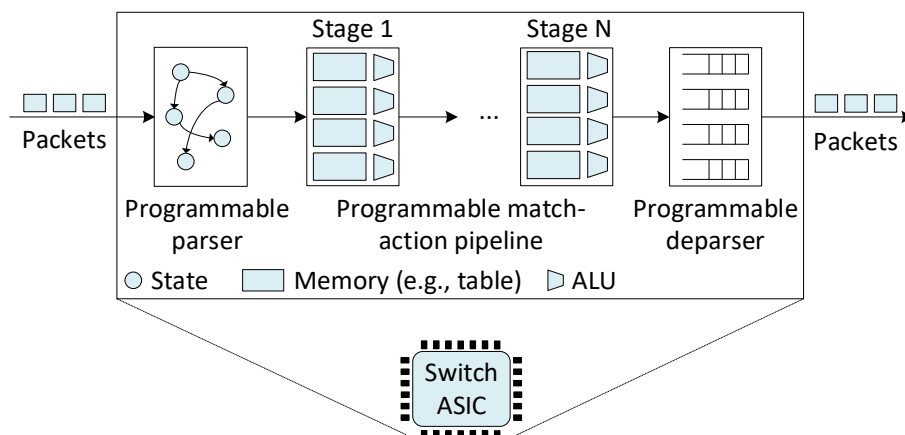 Stage 1
Stage N
...
Packets
Packets
Programmable
parser
Programmable match-
action pipeline
Programmable
deparser
State
Memory (e.g., table)
ALU
Switch
ASIC